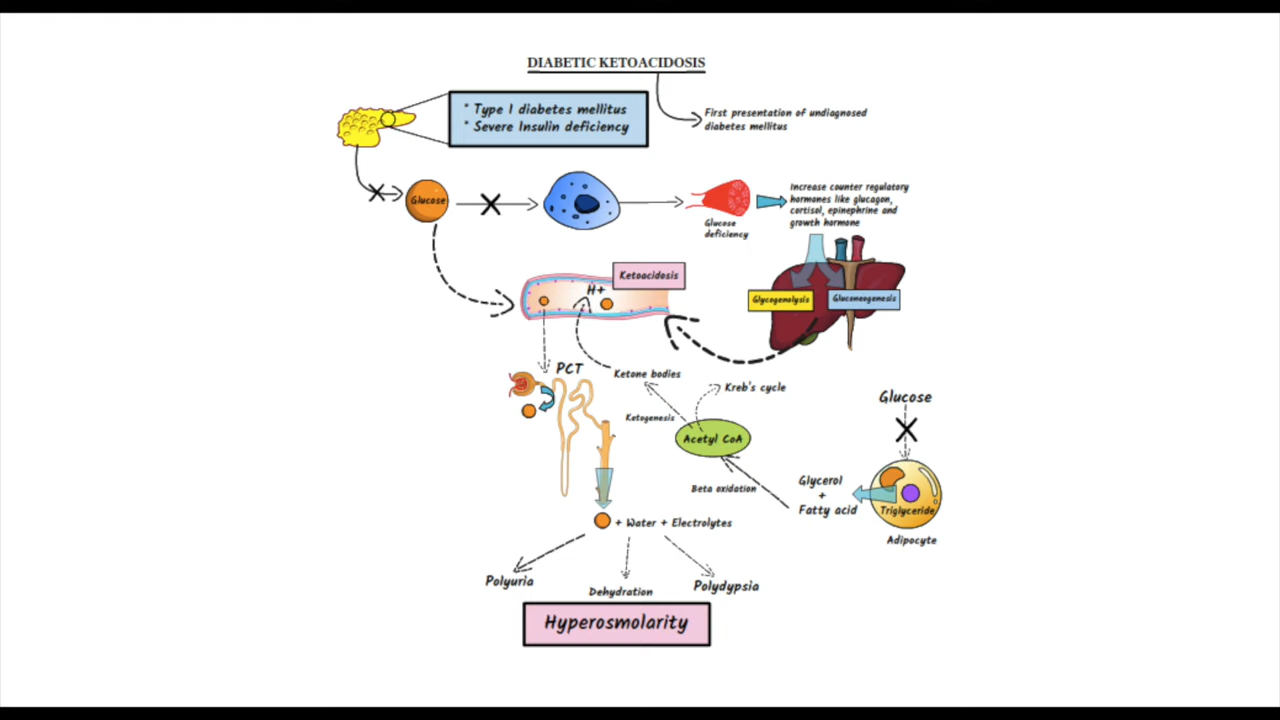 DIABETIC KETOACIDOSIS
* Type 1 diabetes mellitus
* Severe Insulin deficiency
First presentation of undiagnosed
diabetes mellitus
Glucose
Glucose
deficiency
Increase counter regulatory
hormones like glucagon,
cortisol, epinephrine and
growth hormone
Ketoacidosis
H+
Glycogenolysis
Gluconeogenesis
PCT
Ketone bodies
Kreb's cycle
Ketogenesis
Acetyl CoA
Beta oxidation
Glucose
Glycerol
+
Fatty acid
Triglyceride
Adipocyte
+ Water + Electrolytes
Polyuria
Dehydration
Polydypsia
Hyperosmolarity